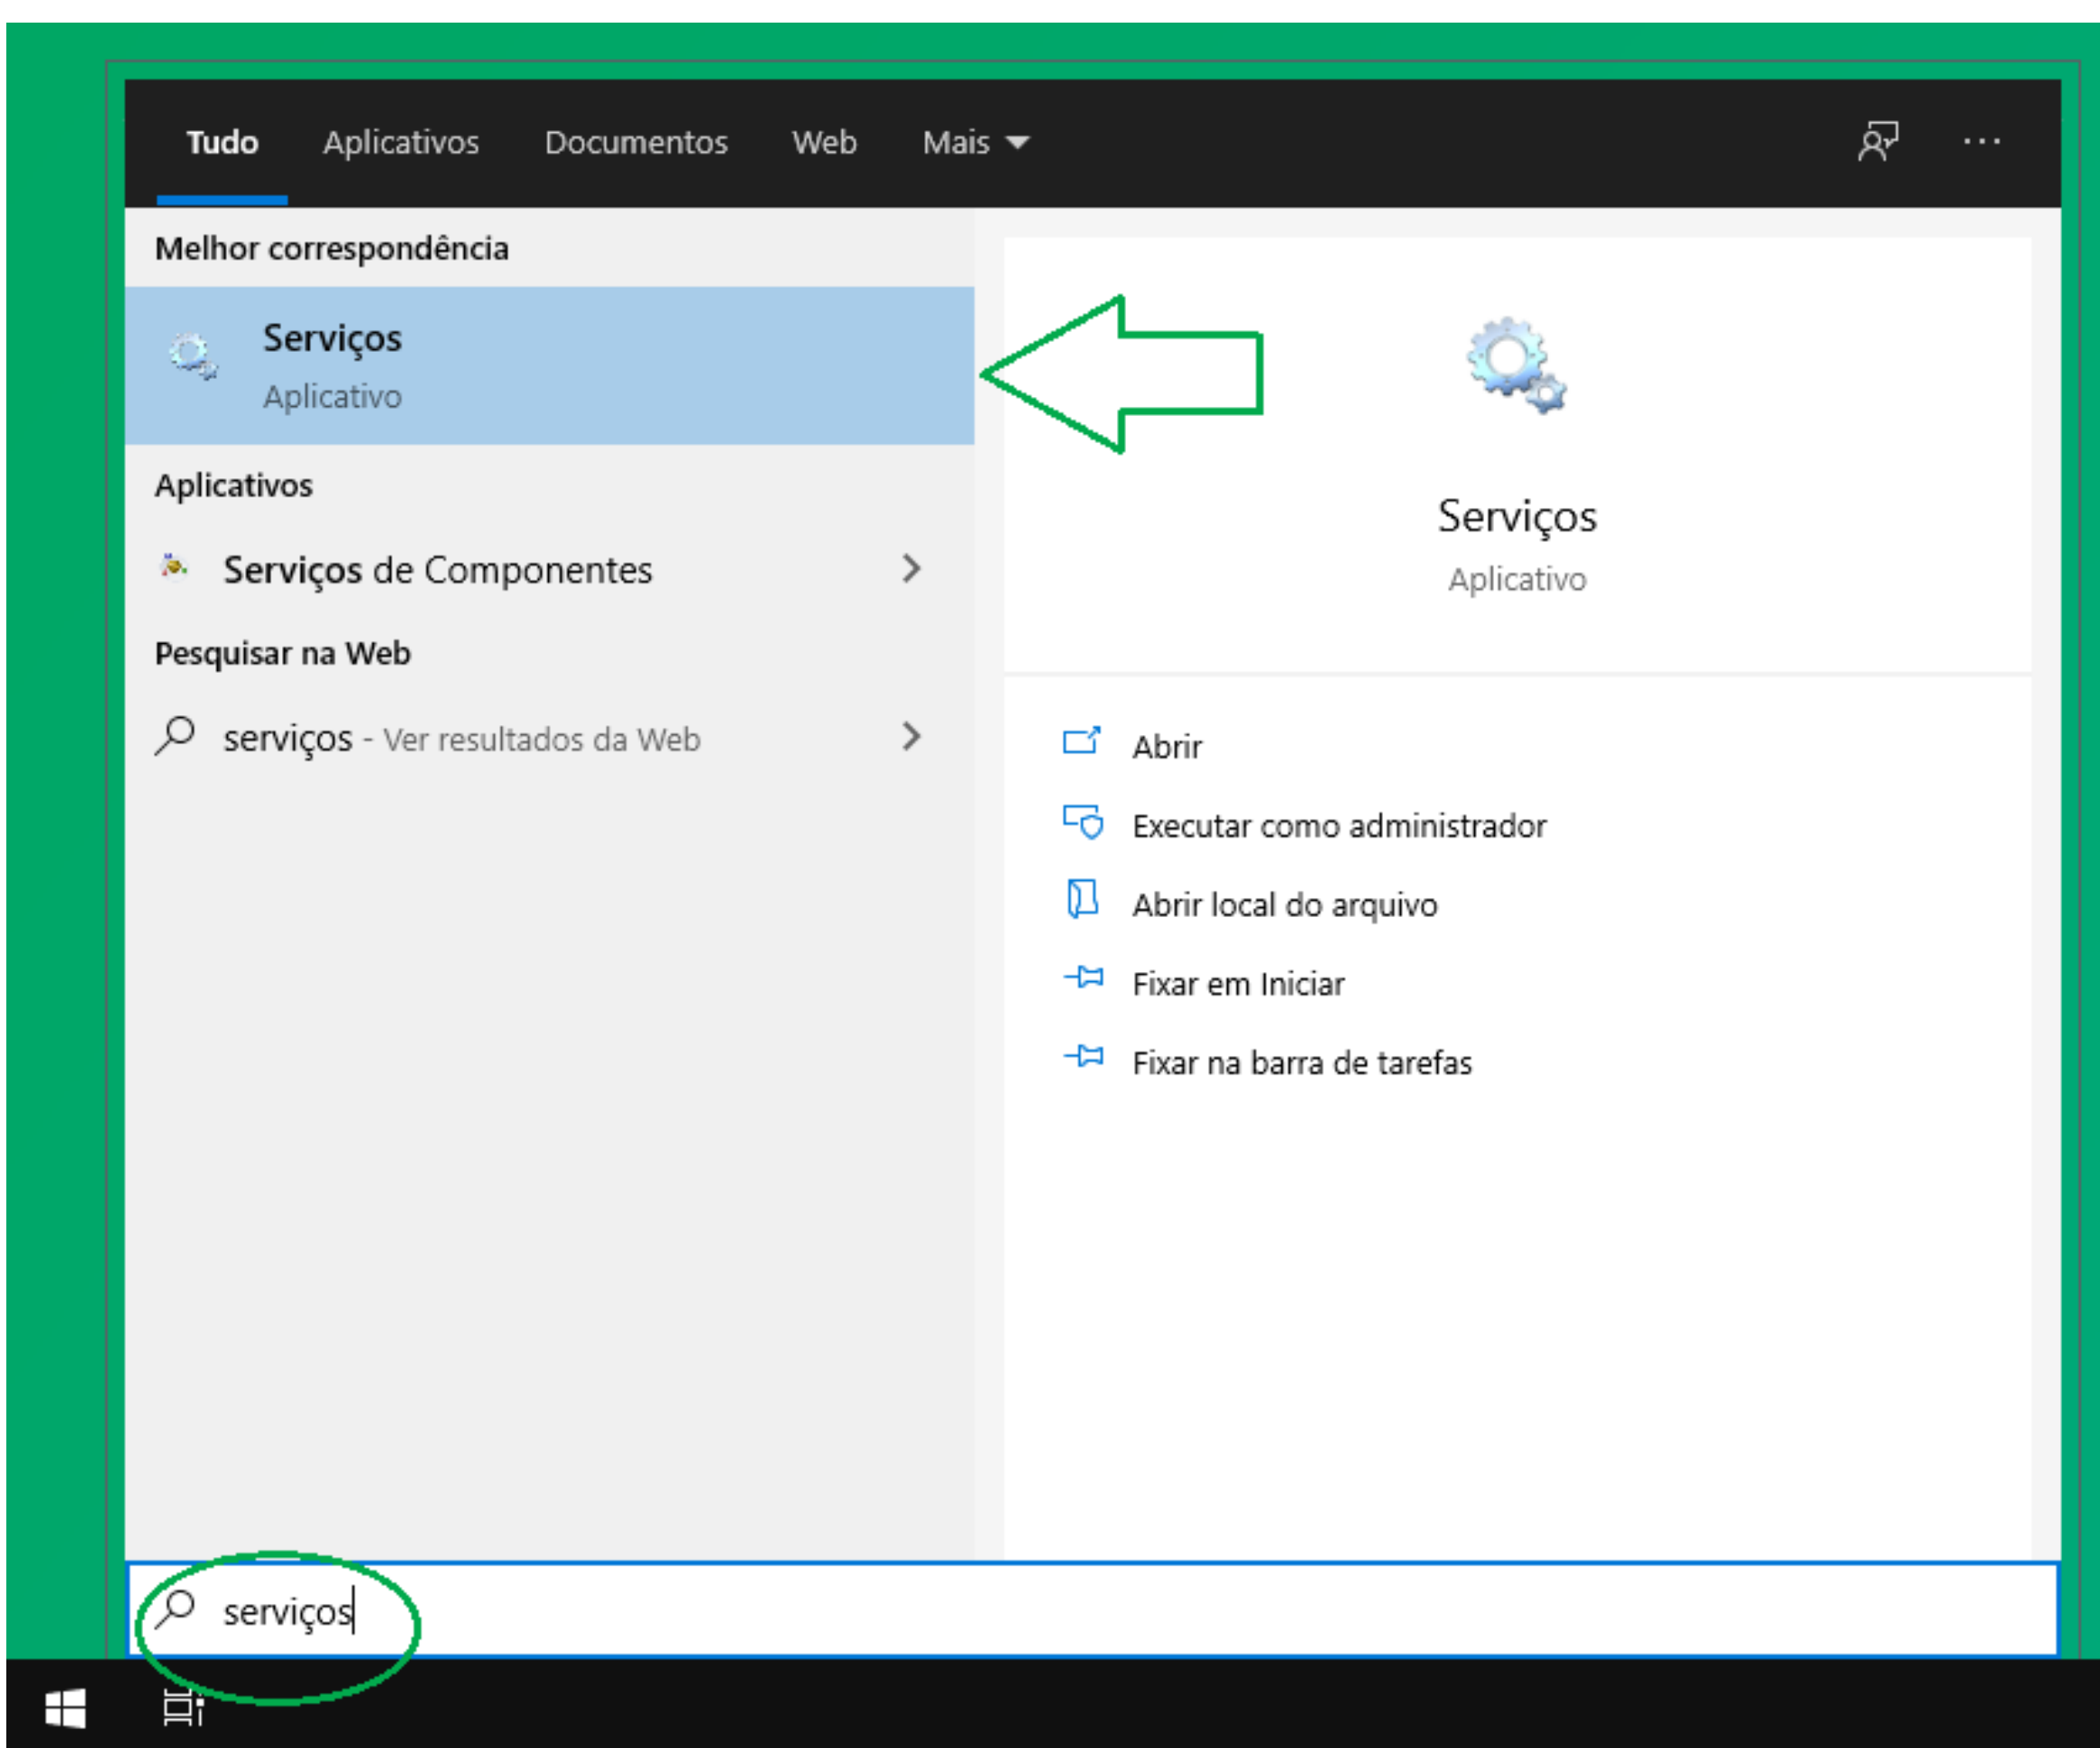 Tudo Aplicativos Documentos Web Mais
Melhor correspondência
Serviços
Aplicativo
Aplicativos
Serviços de Componentes
Pesquisar na Web
serviços - Ver resultados da Web
Serviços
Aplicativo
Abrir
Executar como administrador
Abrir local do arquivo
Fixar em Iniciar
Fixar na barra de tarefas
serviços